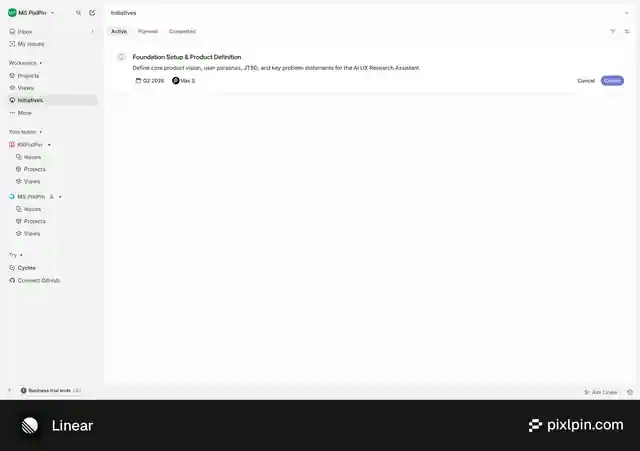 MS PixlPin
Inbox
My issues
Workspace
Projects
Views
Initiatives
More
Your teams
KillPixlPin
Issues
Projects
Views
MS PixlPin
Issues
Projects
Views
Try
Cycles
Connect GitHub
Business trial ends
Initiatives
Active Planned Completed
Foundation Setup & Product Definition
Define core product vision, user personas, JTBD, and key problem statements for the AI UX Research Assistant
Q2 2026 Max S.
Cancel Create
Ask Linear
Linear
pixlpin.com